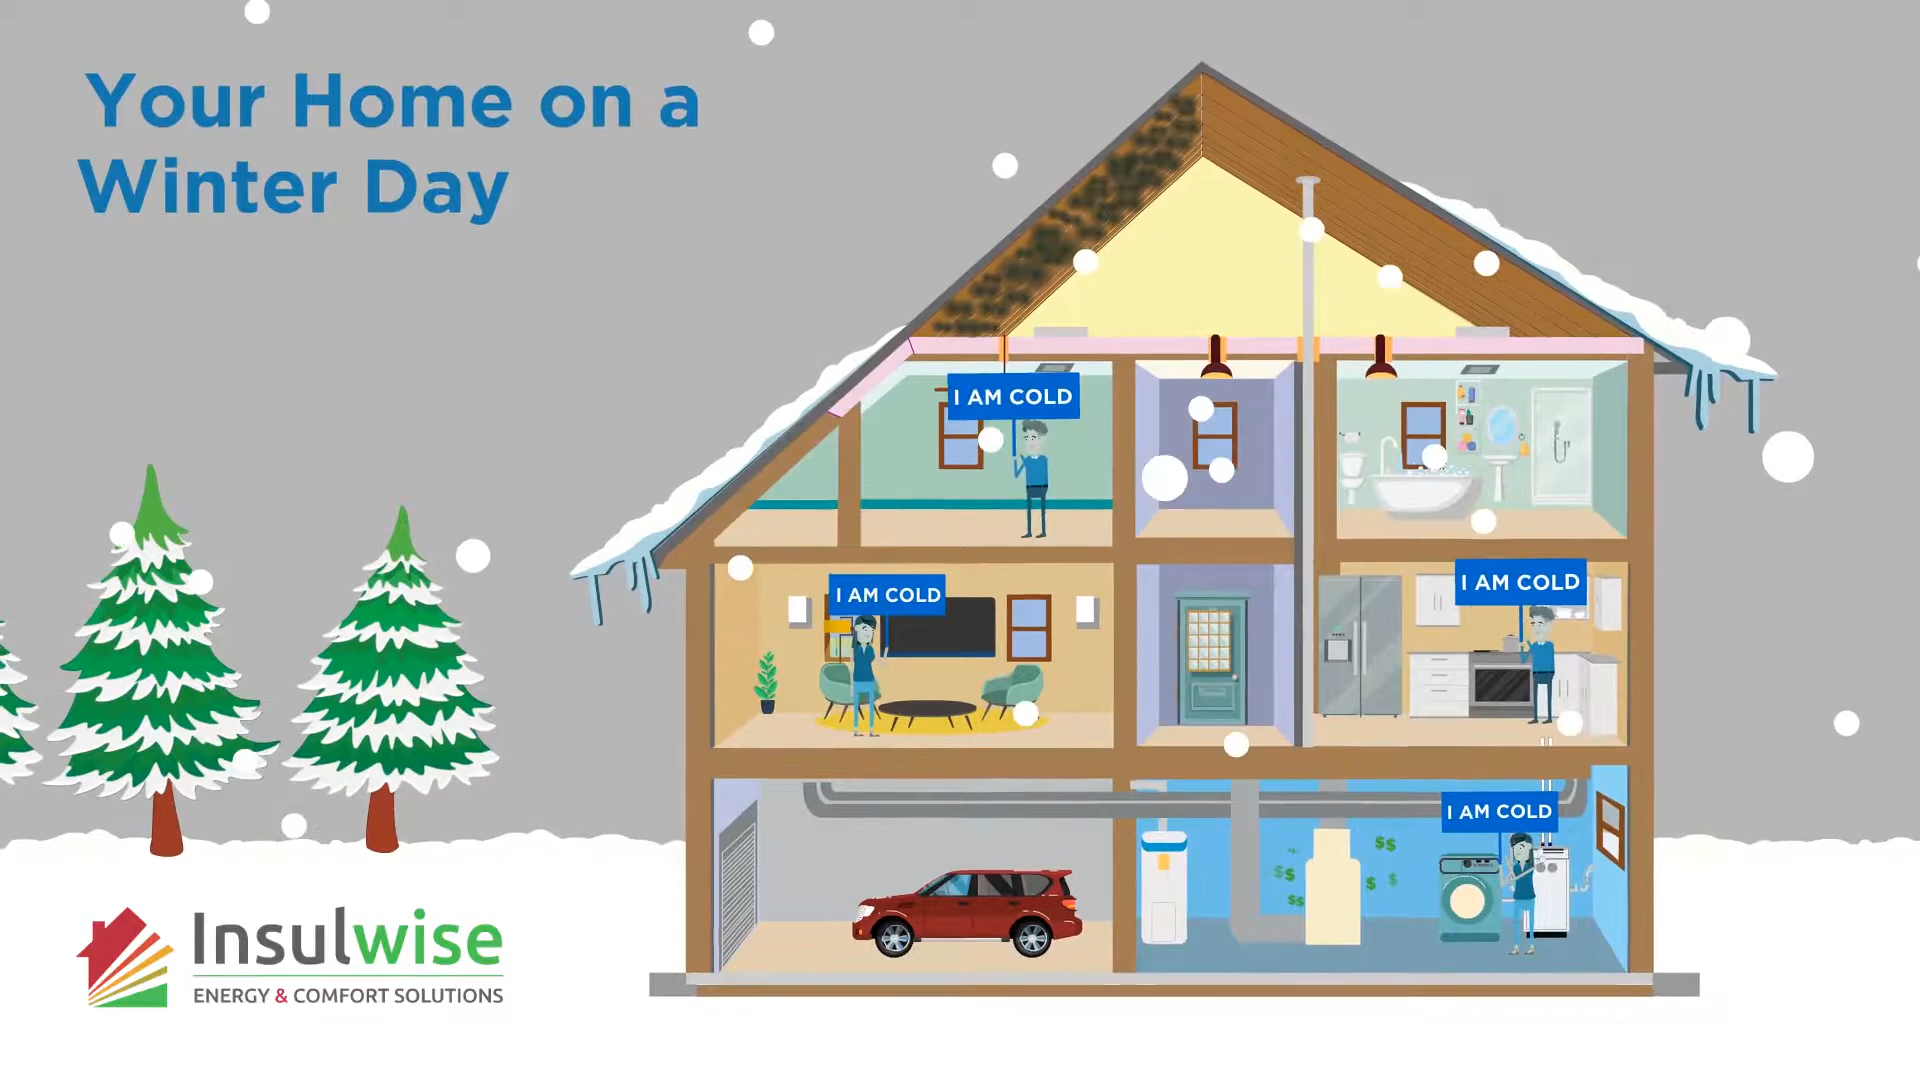 Your Home on a
Winter Day
I AM COLD
I AM COLD
I AM COLD
I AM COLD
$$
$$
$ $
$$
Insulwise
ENERGY & COMFORT SOLUTIONS